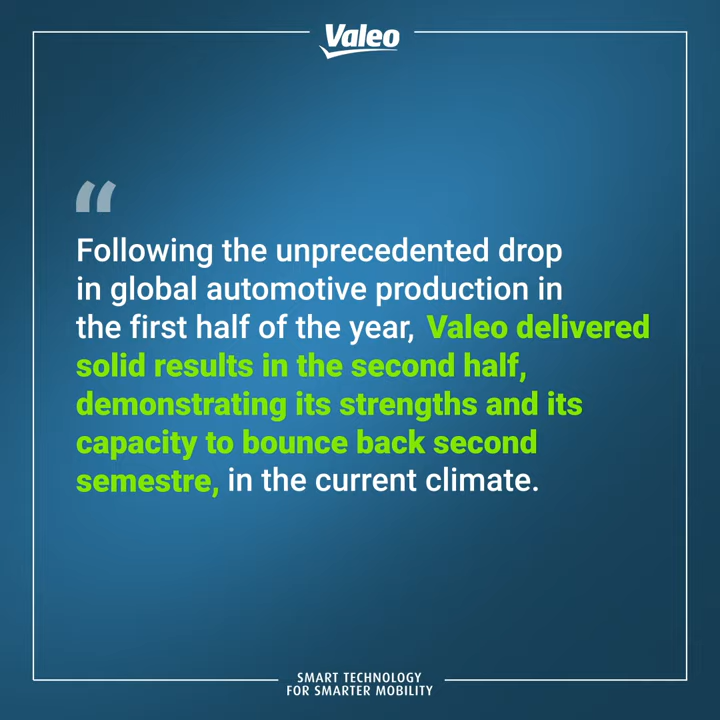 Valeo
“
Following the unprecedented drop
in global automotive production in
the first half of the year, Valeo delivered
solid results in the second half,
demonstrating its strengths and its
capacity to bounce back second
semestre, in the current climate.
SMART TECHNOLOGY
FOR SMARTER MOBILITY